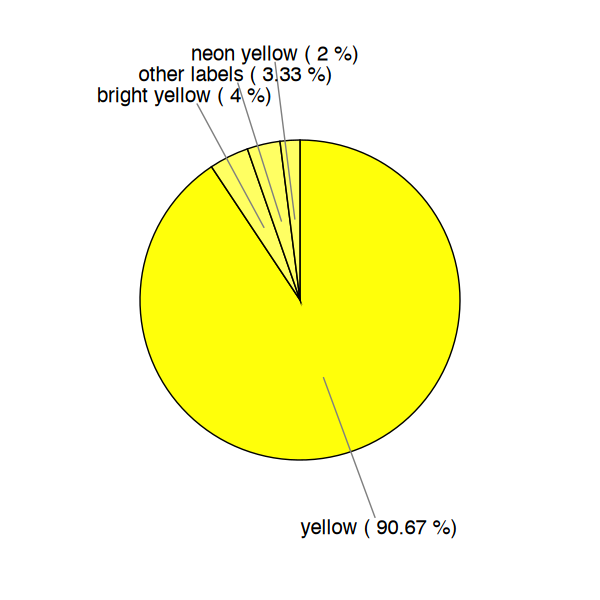 neon yellow ( 2 %)
other labels ( 3.33 %)
bright yellow ( 4 %)
yellow ( 90.67 %)